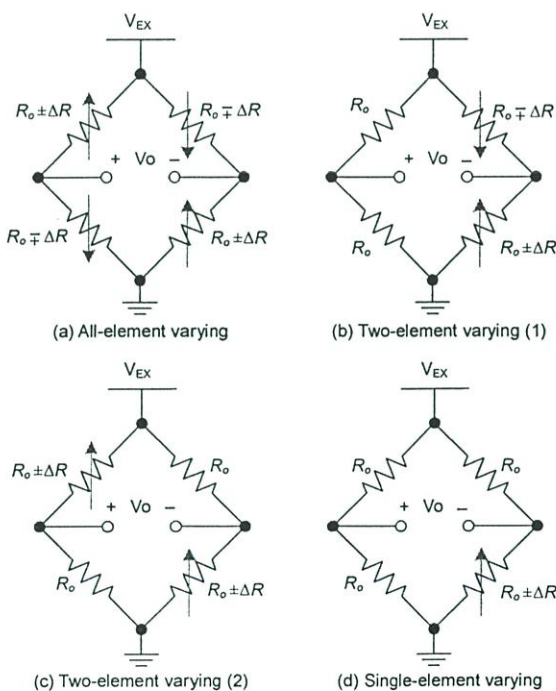 V_EX
V_EX
R_o ± ΔR
R_o ∓ ΔR
R_o
R_o ∓ ΔR
+ Vo −
+ Vo −
R_o ∓ ΔR
R_o ± ΔR
R_o
R_o ± ΔR
(a) All-element varying
(b) Two-element varying (1)
V_EX
V_EX
R_o ± ΔR
R_o
R_o
R_o
+ Vo −
+ Vo −
R_o
R_o ± ΔR
R_o
R_o ± ΔR
(c) Two-element varying (2)
(d) Single-element varying